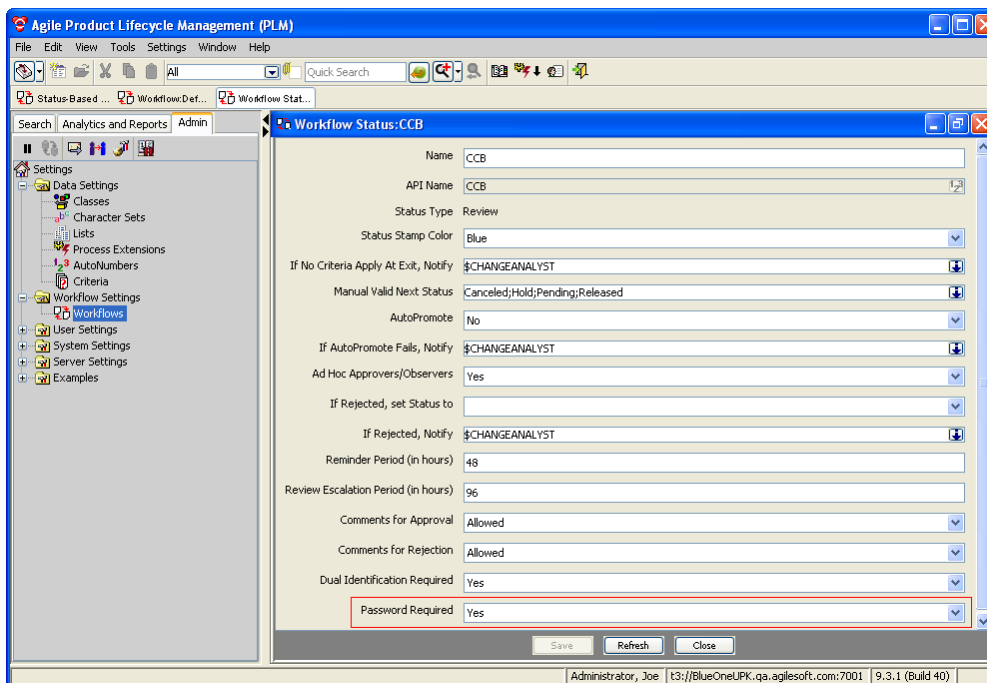 Agile Product Lifecycle Management (PLM)
File Edit View Tools Settings Window Help
All
Quick Search
Status-Based ...
Workflow:Def...
Workflow Stat...
Search
Analytics and Reports
Admin
Settings
Data Settings
Classes
Character Sets
Lists
Process Extensions
AutoNumbers
Criteria
Workflow Settings
Workflows
User Settings
System Settings
Server Settings
Examples
Workflow Status:CCB
Name CCB
API Name CCB
Status Type Review
Status Stamp Color Blue
If No Criteria Apply At Exit, Notify $CHANGEANALYST
Manual Valid Next Status Canceled;Hold;Pending;Released
AutoPromote No
If AutoPromote Fails, Notify $CHANGEANALYST
Ad Hoc Approvers/Observers Yes
If Rejected, set Status to
If Rejected, Notify $CHANGEANALYST
Reminder Period (in hours) 48
Review Escalation Period (in hours) 96
Comments for Approval Allowed
Comments for Rejection Allowed
Dual Identification Required Yes
Password Required Yes
Save Refresh Close
Administrator, Joe t3://BlueOneUPK.qa.agilesoft.com:7001 9.3.1 (Build 40)